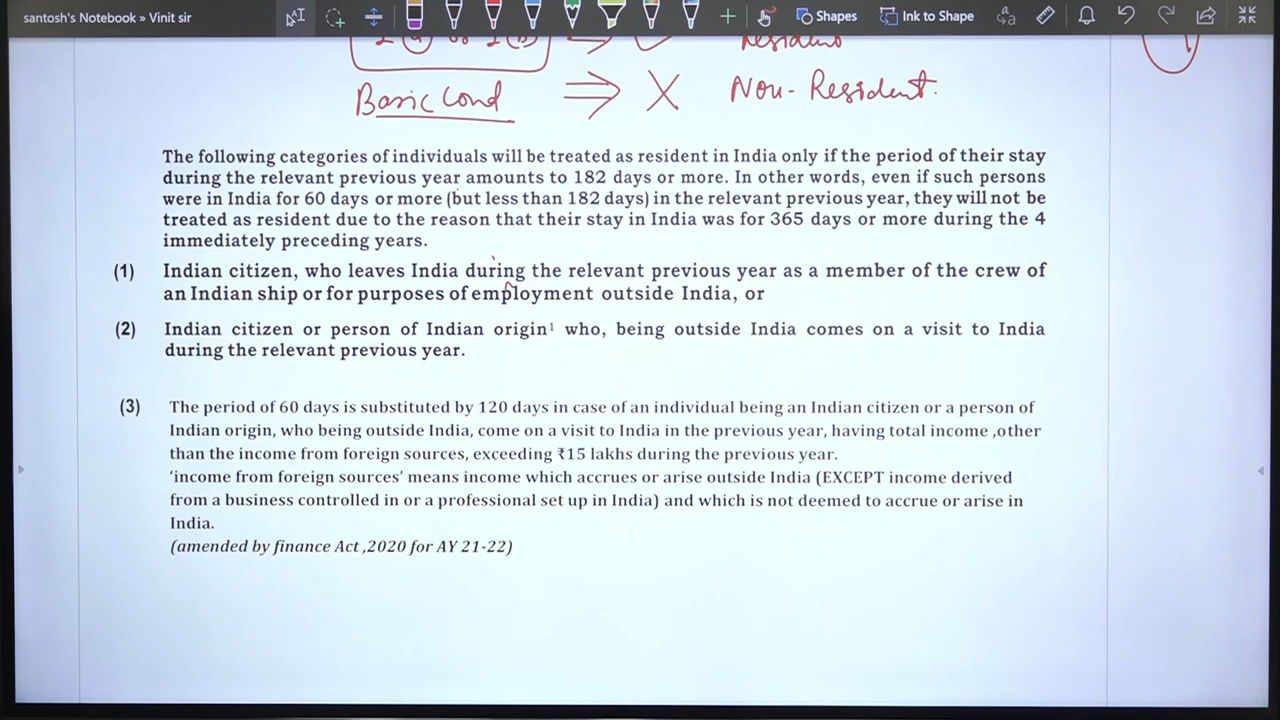 santosh's Notebook » Vinit sir
Shapes
Ink to Shape
Resident
Basic Cond ⇒ X Non-Resident.
The following categories of individuals will be treated as resident in India only if the period of their stay
during the relevant previous year amounts to 182 days or more. In other words, even if such persons
were in India for 60 days or more (but less than 182 days) in the relevant previous year, they will not be
treated as resident due to the reason that their stay in India was for 365 days or more during the 4
immediately preceding years.
(1) Indian citizen, who leaves India during the relevant previous year as a member of the crew of
an Indian ship or for purposes of employment outside India, or
(2) Indian citizen or person of Indian origin¹ who, being outside India comes on a visit to India
during the relevant previous year.
(3) The period of 60 days is substituted by 120 days in case of an individual being an Indian citizen or a person of
Indian origin, who being outside India, come on a visit to India in the previous year, having total income ,other
than the income from foreign sources, exceeding ₹15 lakhs during the previous year.
‘income from foreign sources’ means income which accrues or arise outside India (EXCEPT income derived
from a business controlled in or a professional set up in India) and which is not deemed to accrue or arise in
India.
(amended by finance Act ,2020 for AY 21-22)